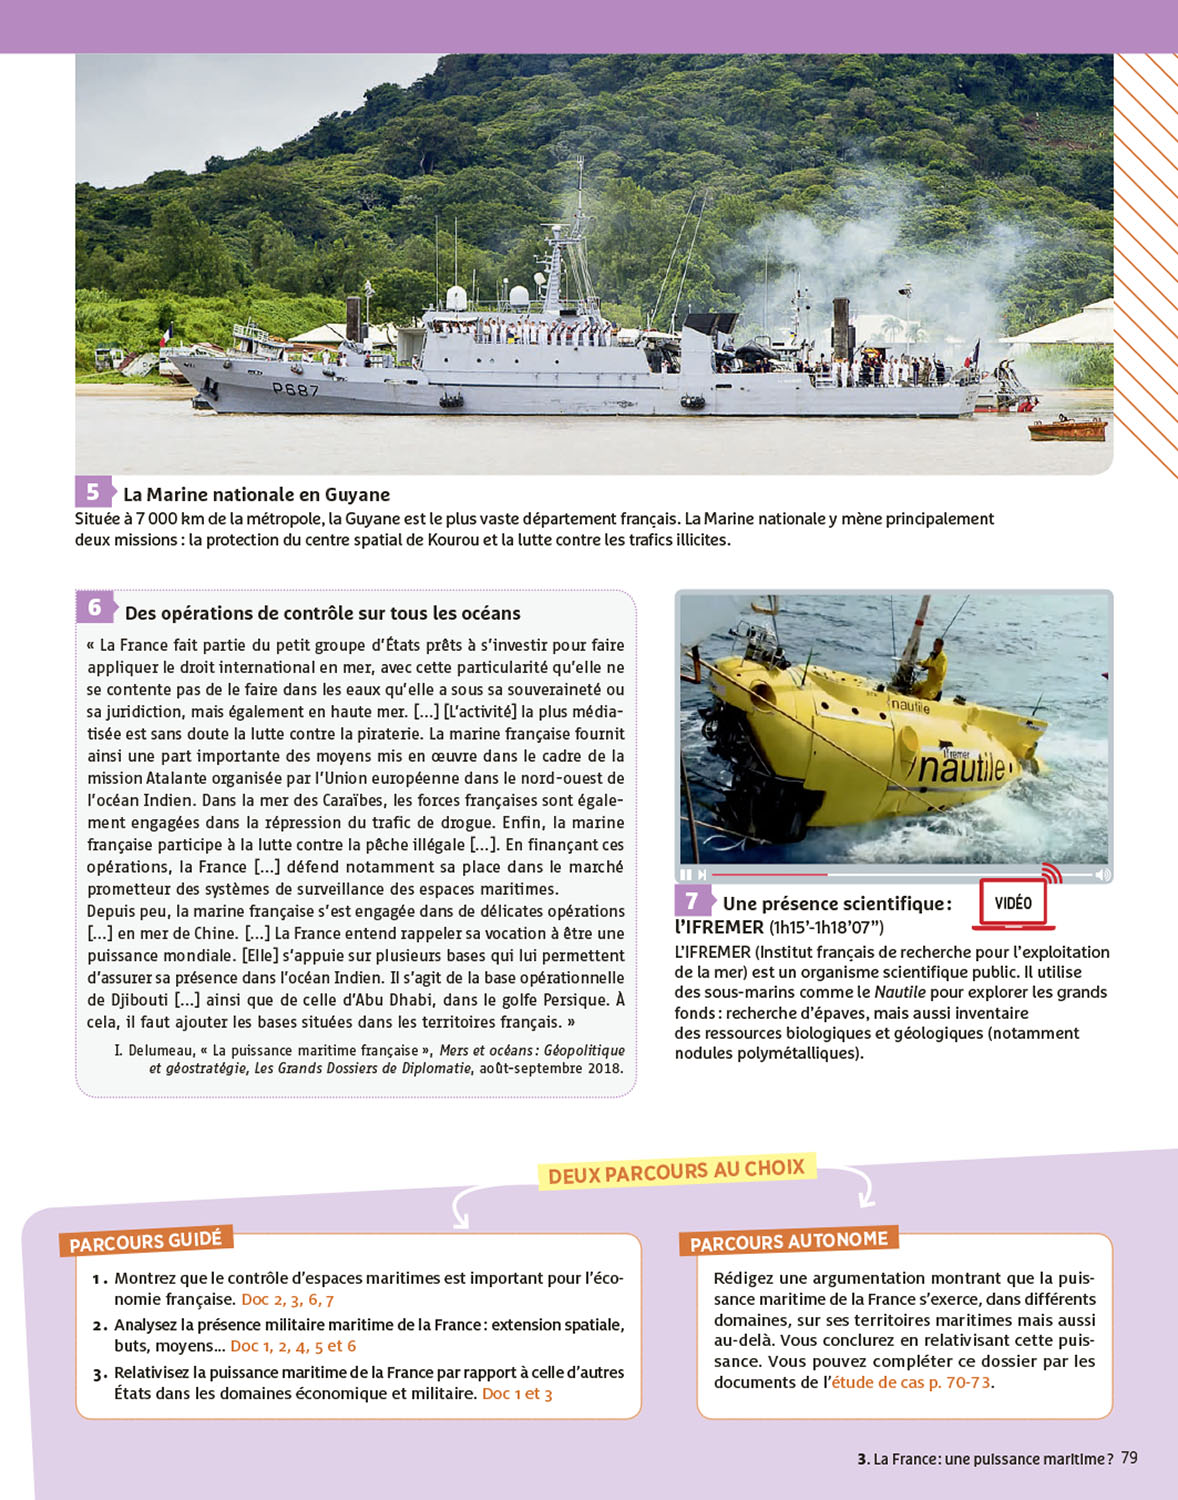 P687
5 La Marine nationale en Guyane
Située à 7 000 km de la métropole, la Guyane est le plus vaste département français. La Marine nationale y mène principalement
deux missions : la protection du centre spatial de Kourou et la lutte contre les trafics illicites.
6 Des opérations de contrôle sur tous les océans
« La France fait partie du petit groupe d’États prêts à s’investir pour faire
appliquer le droit international en mer, avec cette particularité qu’elle ne
se contente pas de le faire dans les eaux qu’elle a sous sa souveraineté ou
sa juridiction, mais également en haute mer. [...] [L’activité] la plus média-
tisée est sans doute la lutte contre la piraterie. La marine française fournit
ainsi une part importante des moyens mis en œuvre dans le cadre de la
mission Atalante organisée par l’Union européenne dans le nord-ouest de
l’océan Indien. Dans la mer des Caraïbes, les forces françaises sont égale-
ment engagées dans la répression du trafic de drogue. Enfin, la marine
française participe à la lutte contre la pêche illégale [...]. En finançant ces
opérations, la France [...] défend notamment sa place dans le marché
prometteur des systèmes de surveillance des espaces maritimes.
Depuis peu, la marine française s’est engagée dans de délicates opérations
[...] en mer de Chine. [...] La France entend rappeler sa vocation à être une
puissance mondiale. [Elle] s’appuie sur plusieurs bases qui lui permettent
d’assurer sa présence dans l’océan Indien. Il s’agit de la base opérationnelle
de Djibouti [...] ainsi que de celle d’Abu Dhabi, dans le golfe Persique. À
cela, il faut ajouter les bases situées dans les territoires français. »
I. Delumeau, « La puissance maritime française », Mers et océans : Géopolitique
et géostratégie, Les Grands Dossiers de Diplomatie, août-septembre 2018.
nautile
Ifremer
nautile
7 Une présence scientifique :
l’IFREMER (1h15’-1h18’07’’)
VIDÉO
L’IFREMER (Institut français de recherche pour l’exploitation
de la mer) est un organisme scientifique public. Il utilise
des sous-marins comme le Nautile pour explorer les grands
fonds : recherche d’épaves, mais aussi inventaire
des ressources biologiques et géologiques (notamment
nodules polymétalliques).
DEUX PARCOURS AU CHOIX
PARCOURS GUIDÉ
1. Montrez que le contrôle d’espaces maritimes est important pour l’éco-
nomie française. Doc 2, 3, 6, 7
2. Analysez la présence militaire maritime de la France : extension spatiale,
buts, moyens... Doc 1, 2, 4, 5 et 6
3. Relativisez la puissance maritime de la France par rapport à celle d’autres
États dans les domaines économique et militaire. Doc 1 et 3
PARCOURS AUTONOME
Rédigez une argumentation montrant que la puis-
sance maritime de la France s’exerce, dans différents
domaines, sur ses territoires maritimes mais aussi
au-delà. Vous conclurez en relativisant cette puis-
sance. Vous pouvez compléter ce dossier par les
documents de l’étude de cas p. 70-73.
3. La France : une puissance maritime ? 79